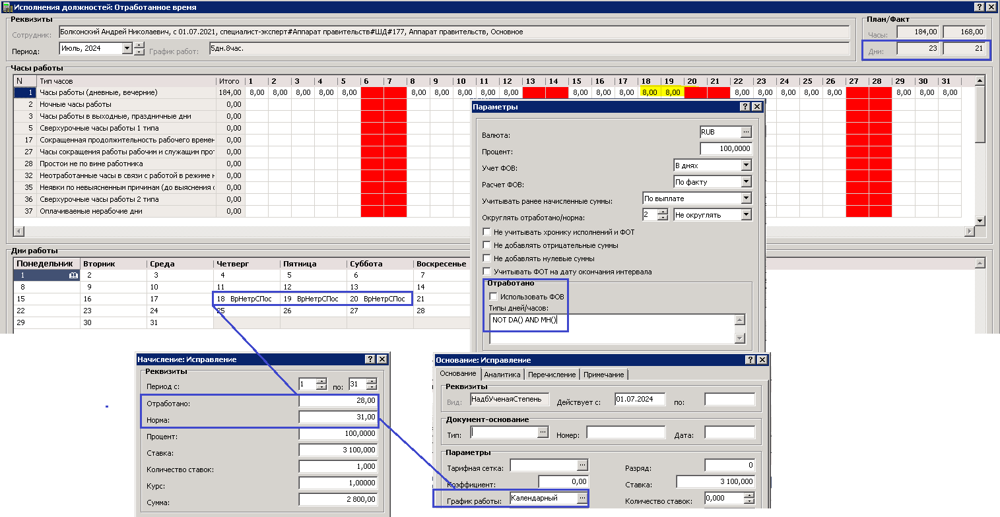 Исполнения должностей: Отработанное время
Реквизиты
Сотрудник: Болконский Андрей Николаевич, с 01.07.2021, специалист-эксперт#Аппарат правительств#ШД#177, Аппарат правительств, Основное
Период: Июль, 2024 График работ: 5дн.8час.
План/Факт
Часы: 184,00 168,00
Дни: 23 21
Часы работы
N Тип часов Итого 1 2 3 4 5 6 7 8 9 10 11 12 13 14 15 16 17 18 19 20 21 22 23 24 25 26 27 28 29 30 31
1 Часы работы (дневные, вечерние) 184,00 8,00 8,00 8,00 8,00 8,00 8,00 8,00 8,00 8,00 8,00 8,00 8,00 8,00 8,00 8,00 8,00 8,00 8,00 8,00 8,00 8,00 8,00 8,00
2 Ночные часы работы 0,00
3 Часы работы в выходные, праздничные дни 0,00
5 Сверхурочные часы работы 1 типа 0,00
17 Сокращенная продолжительность рабочего времен 0,00
27 Часы сокращения работы рабочим и служащим про 0,00
28 Простои не по вине работника 0,00
32 Неотработанные часы в связи с работой в режиме 0,00
35 Неявки по невыясненным причинам (до выяснения 0,00
36 Сверхурочные часы работы 2 типа 0,00
37 Оплачиваемые нерабочие дни 0,00
Дни работы
Понедельник Вторник Среда Четверг Пятница Суббота Воскресенье
1 2 3 4 5 6 7
8 9 10 11 12 13 14
15 16 17 18 ВрНетрСПос 19 ВрНетрСПос 20 ВрНетрСПос 21
22 23 24 25 26 27 28
29 30 31
Параметры
Валюта: RUB ...
Процент: 100,0000
Учет ФОВ: В днях
Расчет ФОВ: По факту
Учитывать ранее начисленные суммы: По выплате
Округлять отработано/норма: 2 Не округлять
Не учитывать хронику исполнений и ФОТ
Не добавлять отрицательные суммы
Не добавлять нулевые суммы
Учитывать ФОТ на дату окончания интервала
Отработано
Использовать ФОВ
Типы дней/часов:
NOT DA() AND MH()
Начисление: Исправление
Реквизиты
Период с: 1 по: 31
Отработано: 28,00
Норма: 31,00
Процент: 100,0000
Ставка: 3 100,000
Количество ставок: 1,000
Курс: 1,00000
Сумма: 2 800,00
Основание: Исправление
Основание Аналитика Перечисление Примечание
Реквизиты
Вид: НадбУченаяСтепень Действует с: 01.07.2024 по:
Документ-основание
Тип: ... Номер: Дата:
Параметры
Тарифная сетка: ... Разряд: 0
Коэффициент: 0,00 Ставка: 3 100,000
График работы: Календарный ... Количество ставок: 0,000